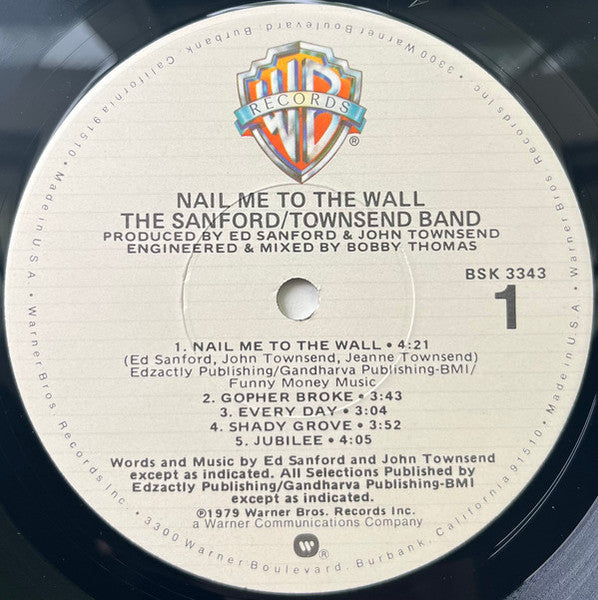 WB
RECORDS
®
NAIL ME TO THE WALL
THE SANFORD/TOWNSEND BAND
PRODUCED BY ED SANFORD & JOHN TOWNSEND
ENGINEERED & MIXED BY BOBBY THOMAS
BSK 3343
1
1. NAIL ME TO THE WALL • 4:21
(Ed Sanford, John Townsend, Jeanne Townsend)
Edzactly Publishing/Gandharva Publishing-BMI/
Funny Money Music
2. GOPHER BROKE • 3:43
3. EVERY DAY • 3:04
4. SHADY GROVE • 3:52
5. JUBILEE • 4:05
Words and Music by Ed Sanford and John Townsend
except as indicated. All Selections Published by
Edzactly Publishing/Gandharva Publishing-BMI
except as indicated.
℗1979 Warner Bros. Records Inc.
a Warner Communications Company
W®
Warner Bros. Records Inc. • 3300 Warner Boulevard, Burbank, California 91510 • Made in U.S.A. • Warner Bros. Records Inc. • 3300 Warner Boulevard, Burbank, California 91510 • Made in U.S.A. •